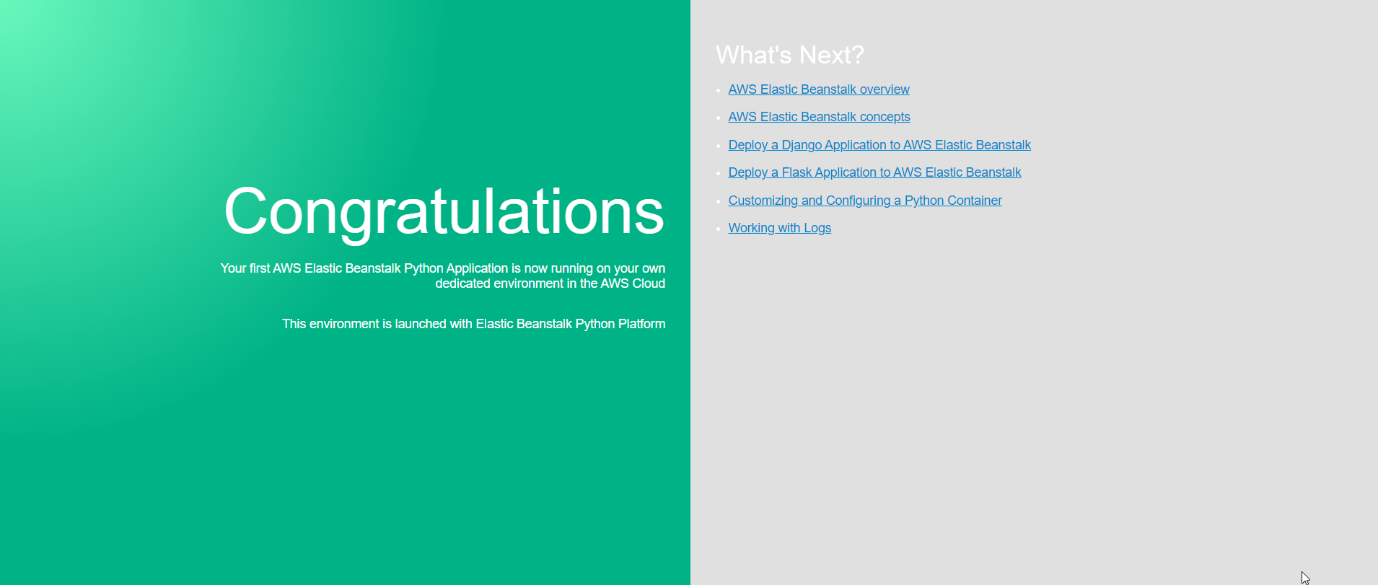 Congratulations
Your first AWS Elastic Beanstalk Python Application is now running on your own
dedicated environment in the AWS Cloud
This environment is launched with Elastic Beanstalk Python Platform
What's Next?
AWS Elastic Beanstalk overview
AWS Elastic Beanstalk concepts
Deploy a Django Application to AWS Elastic Beanstalk
Deploy a Flask Application to AWS Elastic Beanstalk
Customizing and Configuring a Python Container
Working with Logs